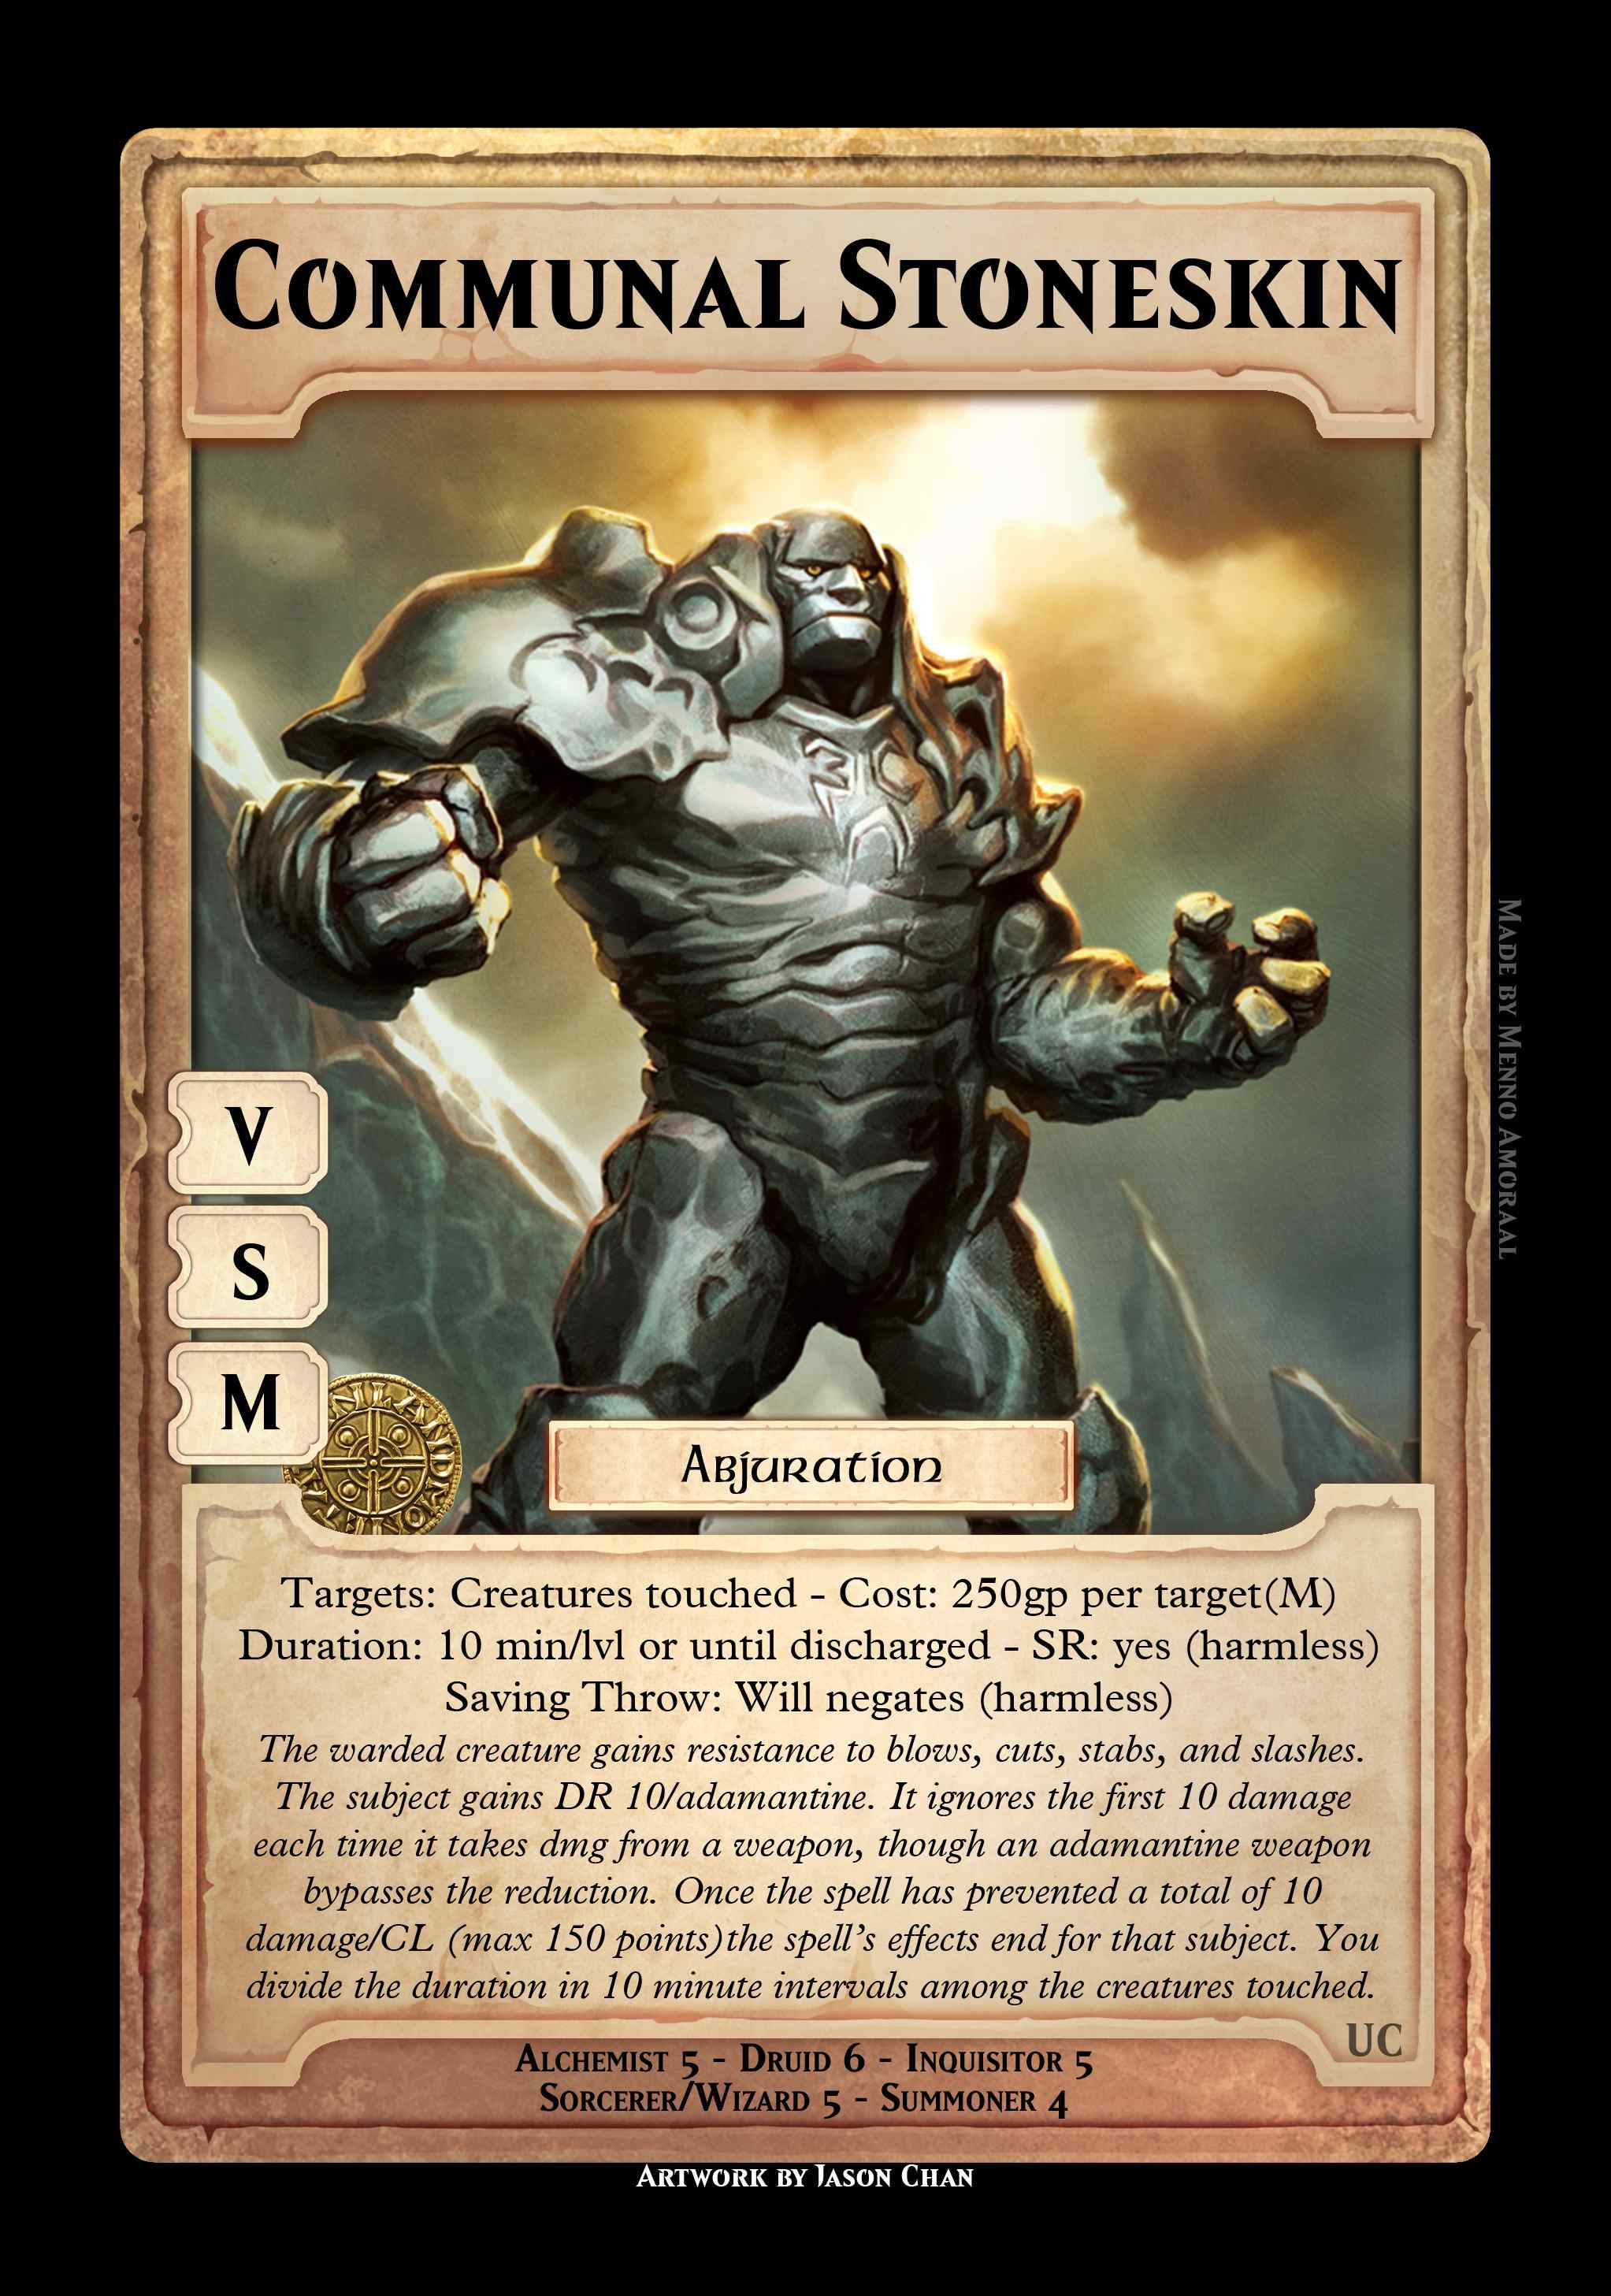 Communal Stoneskin
V
S
M
Abjuration
Targets: Creatures touched - Cost: 250gp per target(M)
Duration: 10 min/lvl or until discharged - SR: yes (harmless)
Saving Throw: Will negates (harmless)
The warded creature gains resistance to blows, cuts, stabs, and slashes.
The subject gains DR 10/adamantine. It ignores the first 10 damage
each time it takes dmg from a weapon, though an adamantine weapon
bypasses the reduction. Once the spell has prevented a total of 10
damage/CL (max 150 points)the spell's effects end for that subject. You
divide the duration in 10 minute intervals among the creatures touched.
UC
Alchemist 5 - Druid 6 - Inquisitor 5
Sorcerer/Wizard 5 - Summoner 4
Artwork by Jason Chan
Made by Menno Amoraal